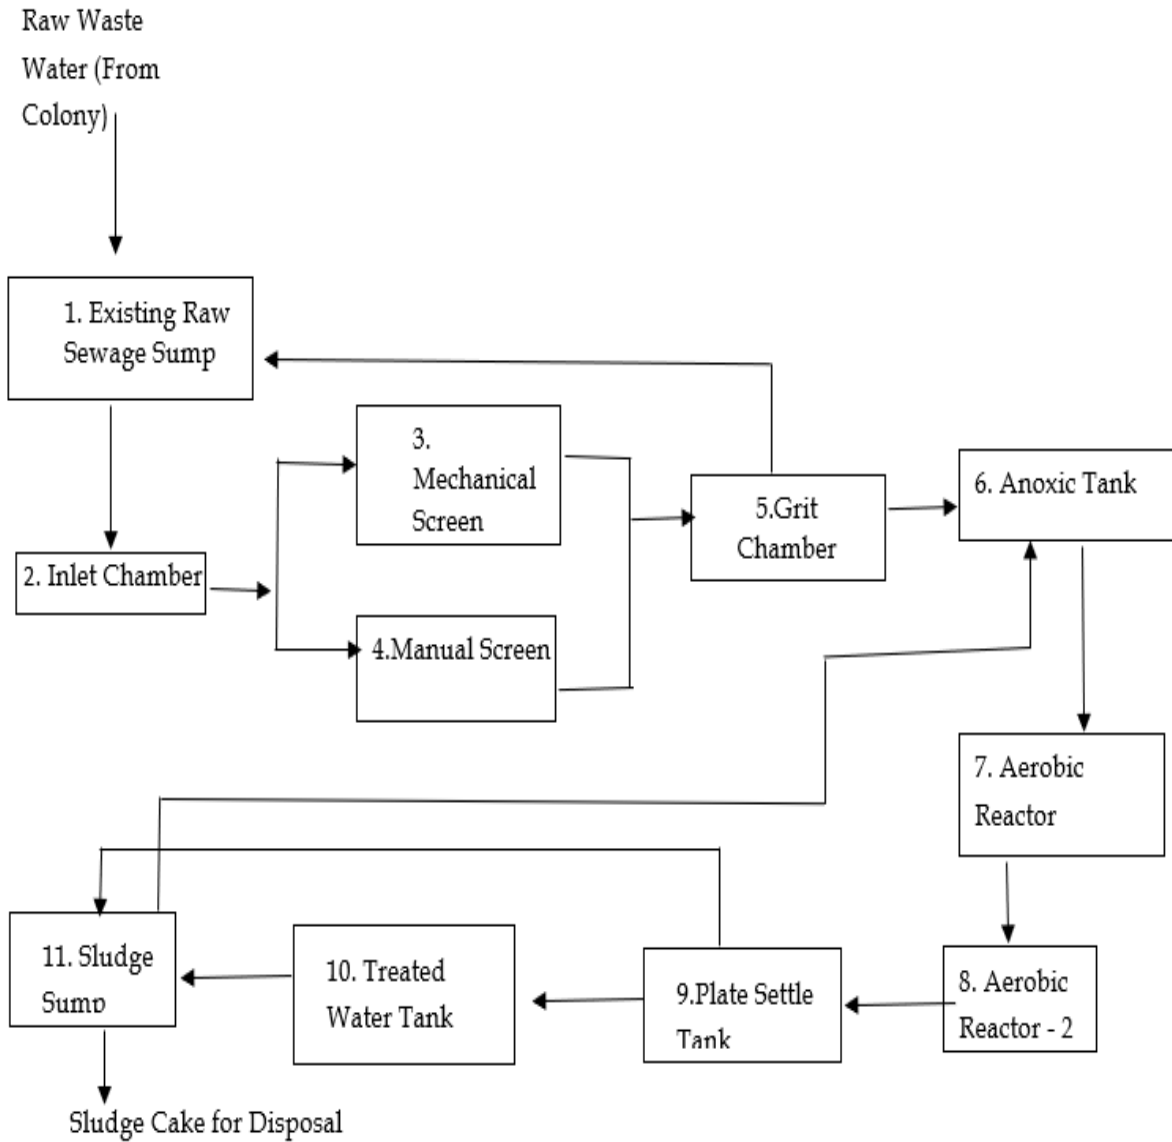 Raw Waste
Water (From
Colony)
1. Existing Raw
Sewage Sump
2. Inlet Chamber
3.
Mechanical
Screen
4.Manual Screen
5.Grit
Chamber
6. Anoxic Tank
7. Aerobic
Reactor
8. Aerobic
Reactor - 2
9.Plate Settle
Tank
10. Treated
Water Tank
11. Sludge
Sump
Sludge Cake for Disposal